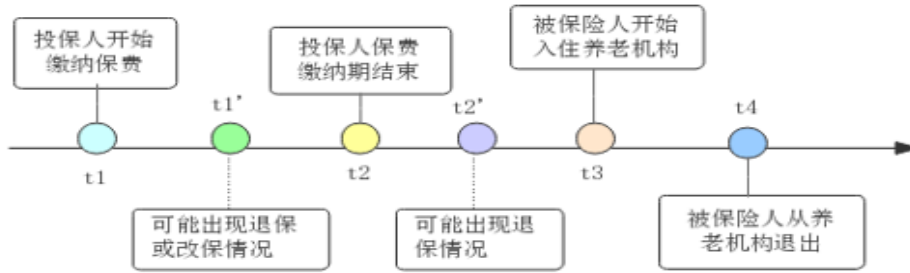 投保人开始
缴纳保费
t1
t1’
可能出现退保
或改保情况
投保人保费
缴纳期结束
t2
t2’
可能出现退
保情况
被保险人开始
入住养老机构
t3
t4
被保险人从养
老机构退出